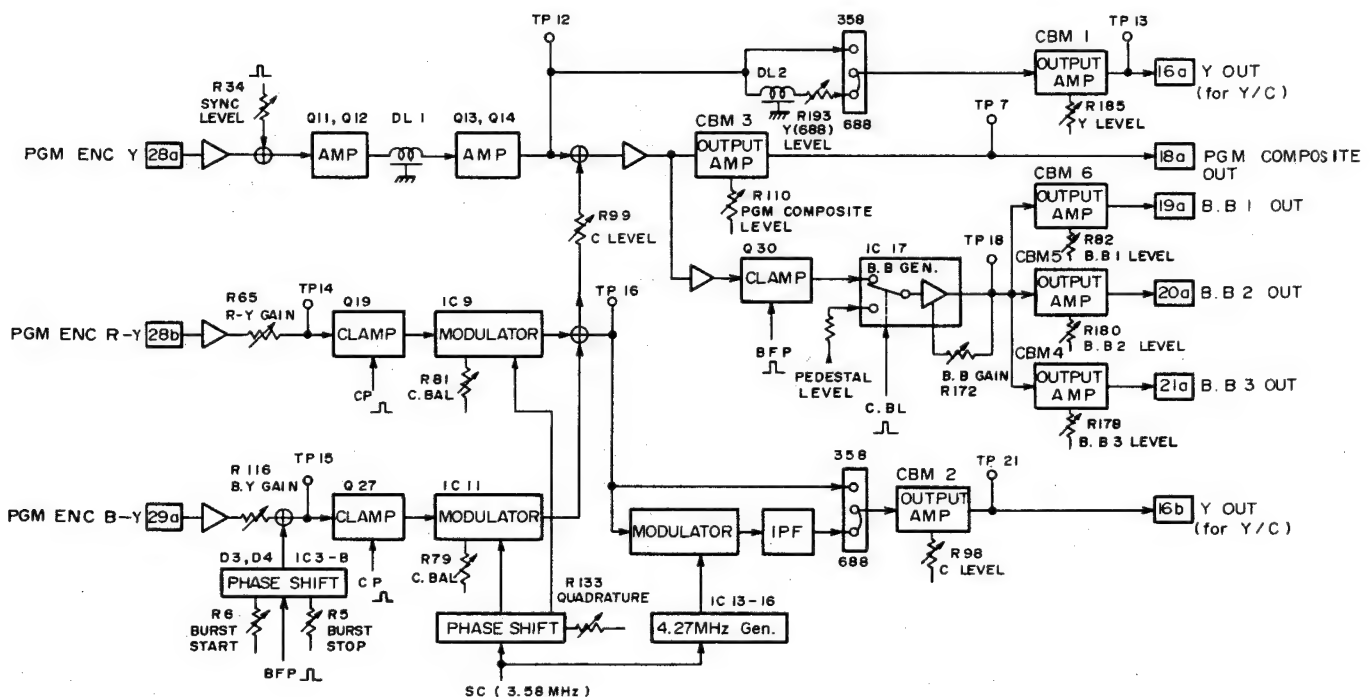 TP 12
358
CBM 1
TP 13
DL 2
OUTPUT
AMP
16a
Y OUT
(for Y/C)
R34
SYNC
LEVEL
R193
Y(688)
LEVEL
688
R185
Y LEVEL
Q11, Q12
DL 1
Q13, Q14
CBM 3
TP 7
PGM ENC Y
28a
AMP
AMP
OUTPUT
AMP
18a
PGM COMPOSITE
OUT
R110
PGM COMPOSITE
LEVEL
CBM 6
OUTPUT
AMP
19a
B.B 1 OUT
R99
C LEVEL
Q30
IC 17
TP 18
R82
B.B 1 LEVEL
CLAMP
B.B GEN.
CBM5
OUTPUT
AMP
20a
B.B 2 OUT
R65
R-Y GAIN
TP14
Q19
IC 9
TP 16
PGM ENC R-Y
28b
CLAMP
MODULATOR
BFP
R180
B.B 2 LEVEL
CBM4
PEDESTAL
LEVEL
B.B GAIN
R172
OUTPUT
AMP
21a
B.B 3 OUT
CP
R81
C.BAL
C.BL
R178
B.B 3 LEVEL
R 116
B.Y GAIN
TP 15
Q 27
IC 11
358
CBM 2
TP 21
PGM ENC B-Y
29a
CLAMP
MODULATOR
MODULATOR
IPF
OUTPUT
AMP
16b
Y OUT
(for Y/C)
688
R98
C LEVEL
D3, D4
IC3-B
PHASE SHIFT
CP
R79
C.BAL
R133
QUADRATURE
IC 13-16
R6
BURST
START
R5
BURST
STOP
PHASE SHIFT
4.27MHz Gen.
BFP
SC ( 3.58 MHz )